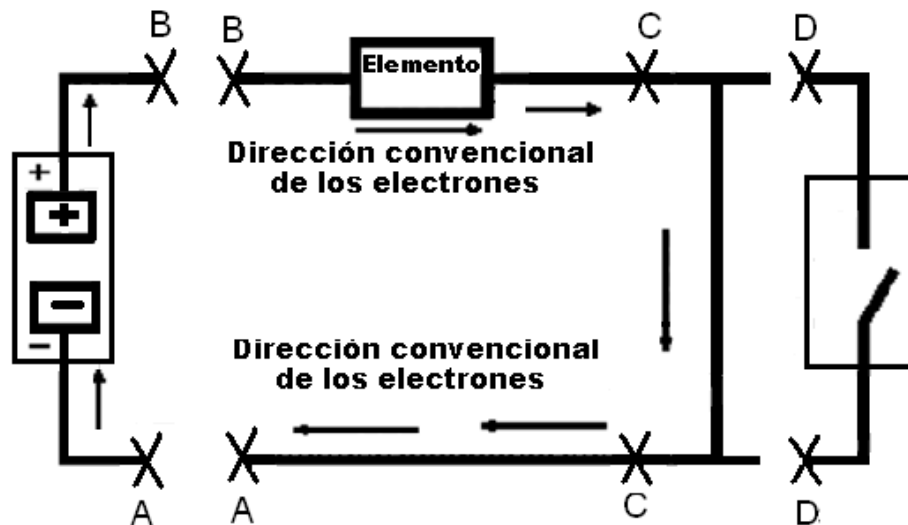 B
B
C
D
Elemento
Dirección convencional
de los electrones
+
+
−
−
Dirección convencional
de los electrones
A
A
C
D